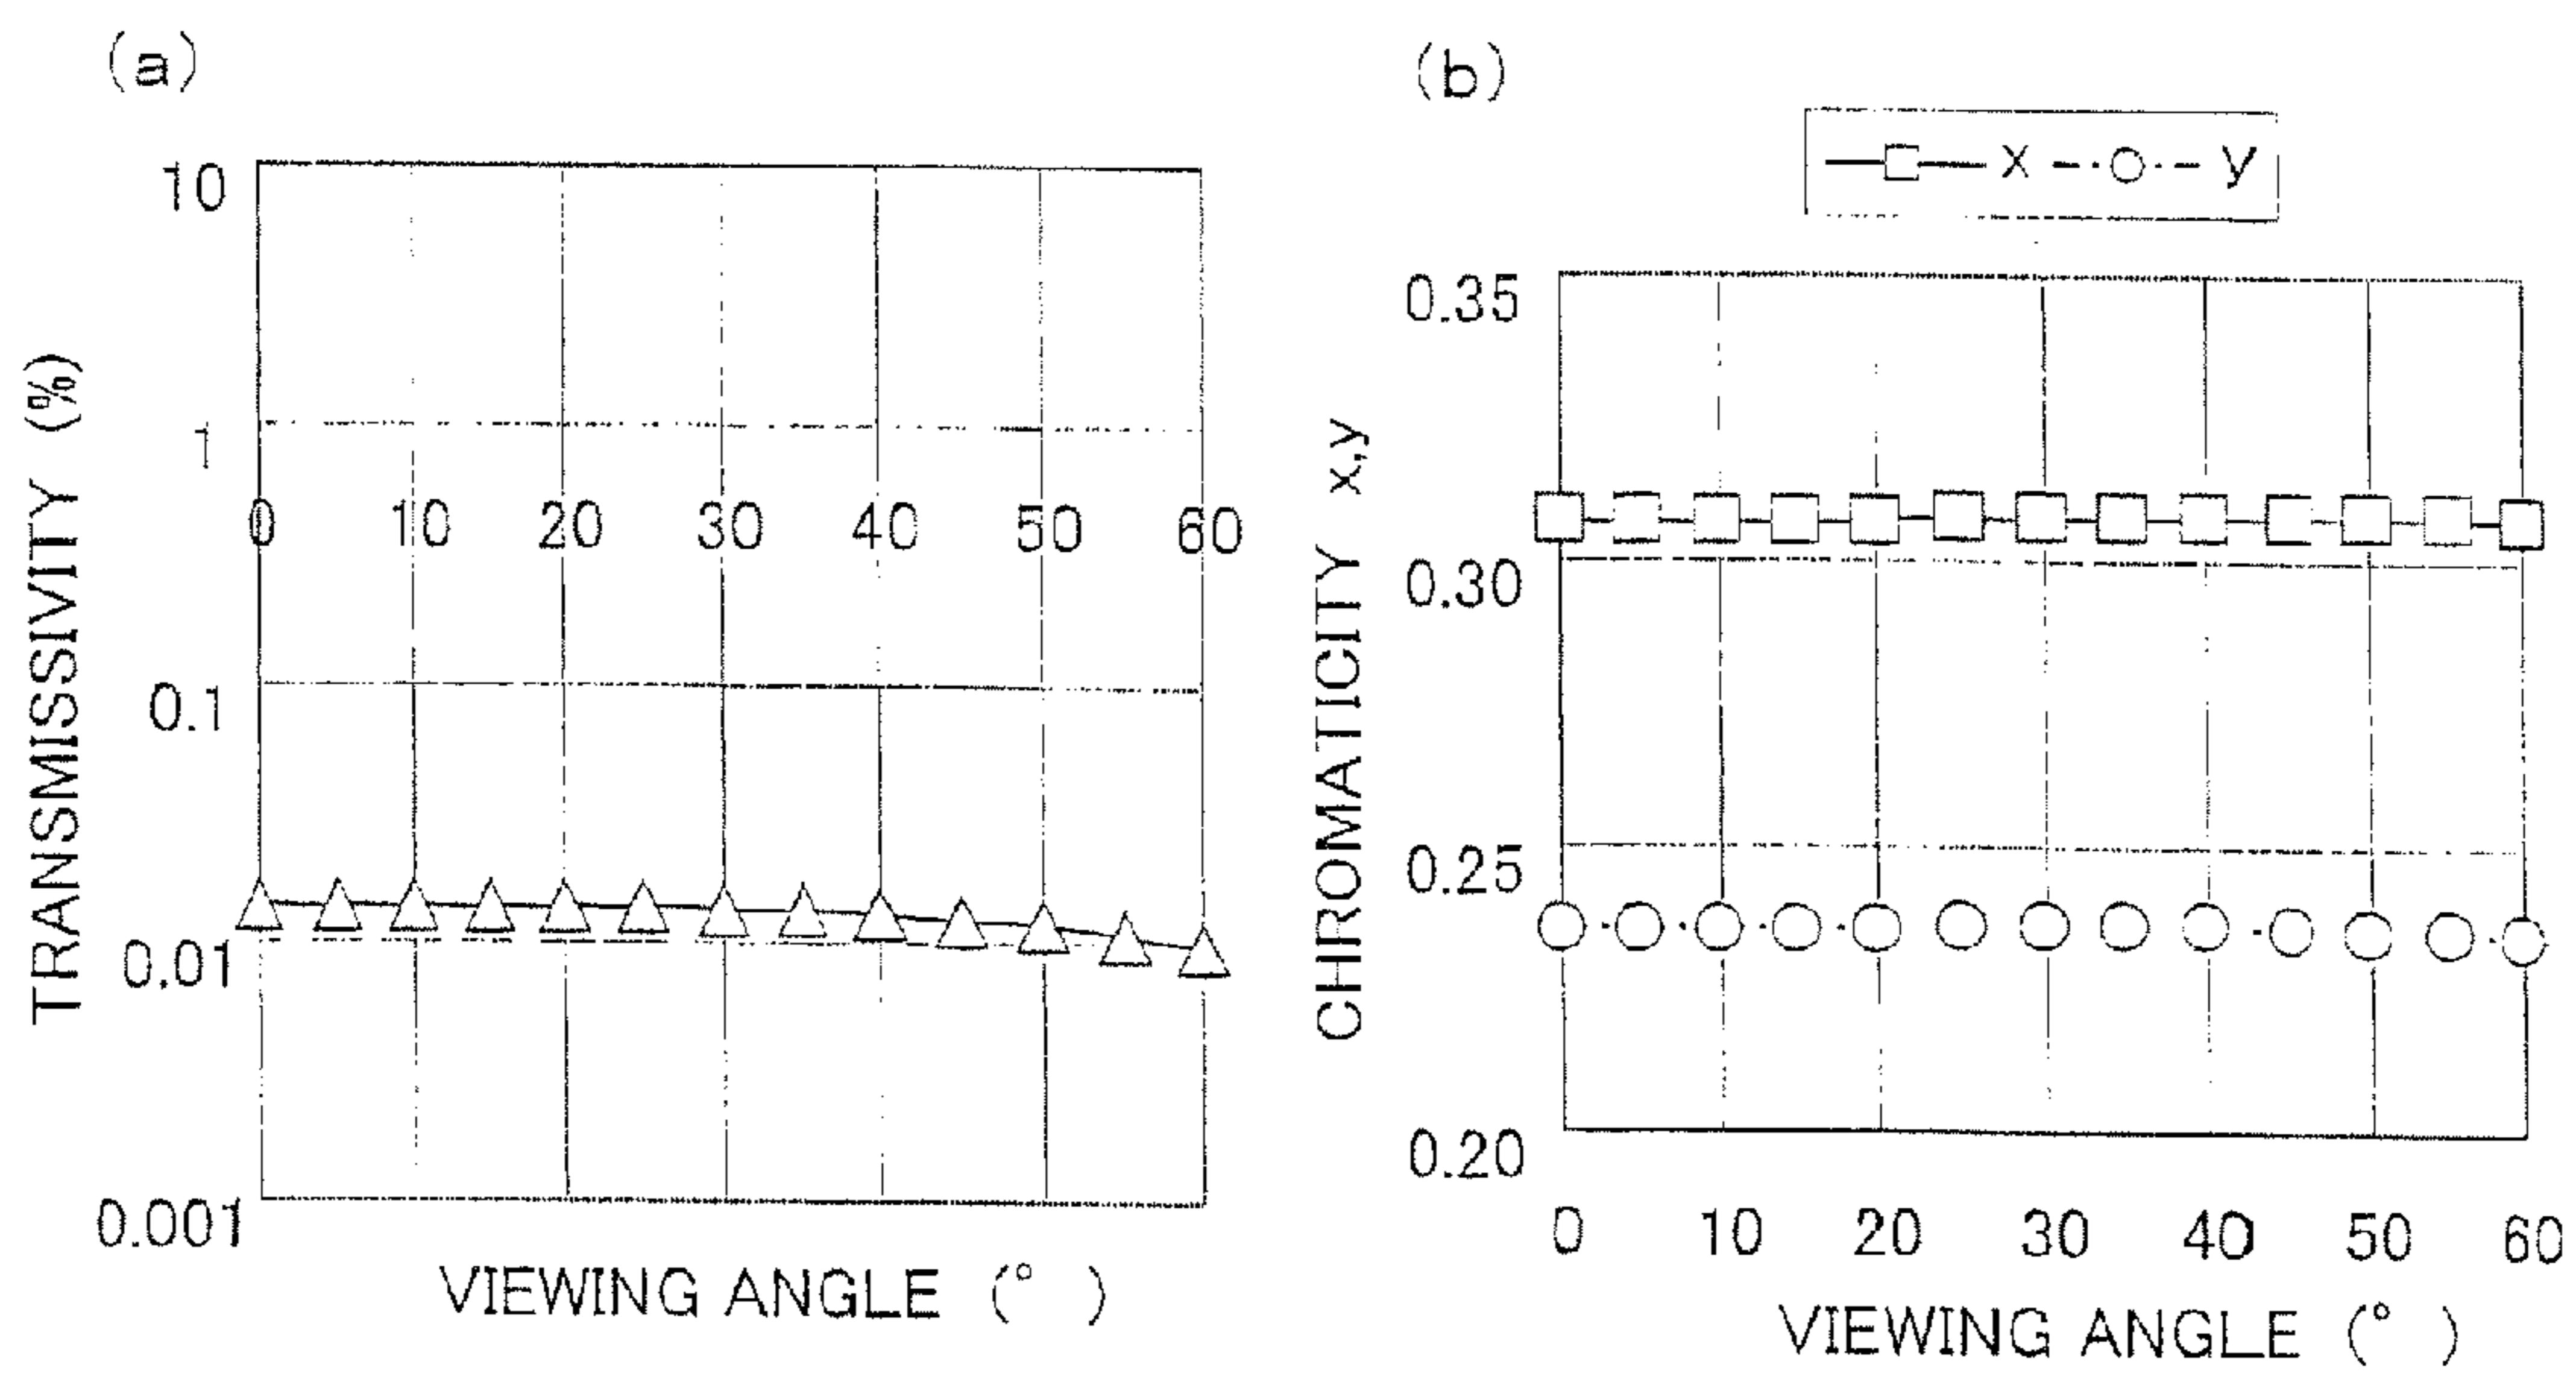 (a)
10
1
0 10 20 30 40 50 60
0.1
0.01
0.001
TRANSMISSIVITY (%)
VIEWING ANGLE (° )
(b)
x y
0.35
0.30
0.25
0.20
CHROMATICITY x,y
0 10 20 30 40 50 60
VIEWING ANGLE (° )